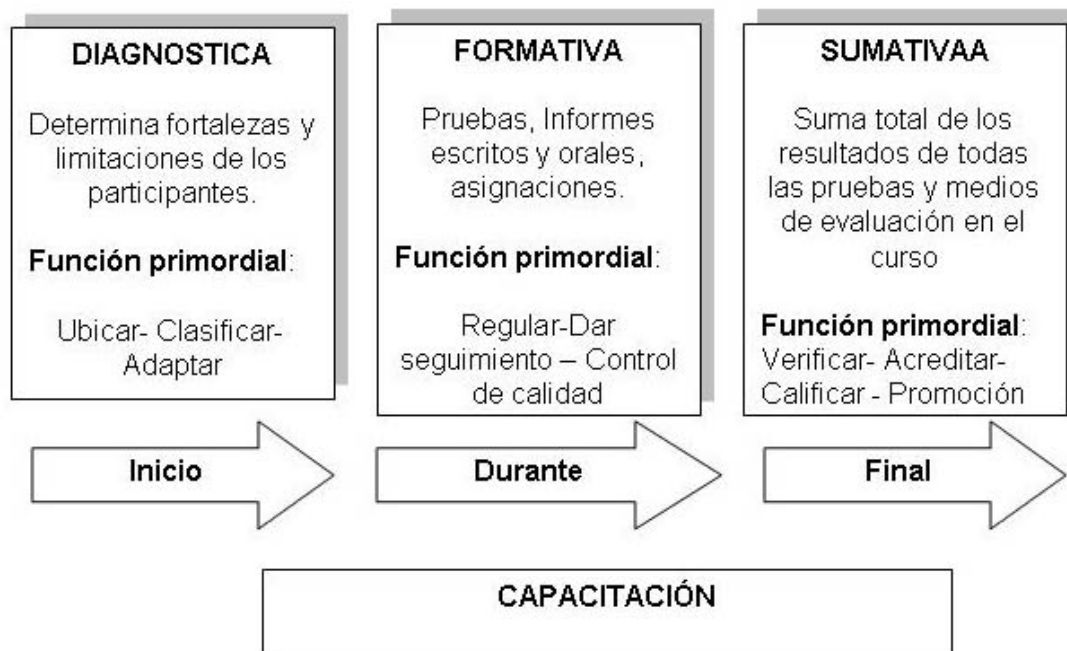 DIAGNOSTICA
Determina fortalezas y
limitaciones de los
participantes.
Función primordial:
Ubicar- Clasificar-
Adaptar
FORMATIVA
Pruebas, Informes
escritos y orales,
asignaciones.
Función primordial:
Regular-Dar
seguimiento – Control
de calidad
SUMATIVAA
Suma total de los
resultados de todas
las pruebas y medios
de evaluación en el
curso
Función primordial:
Verificar- Acreditar-
Calificar - Promoción
Inicio
Durante
Final
CAPACITACIÓN